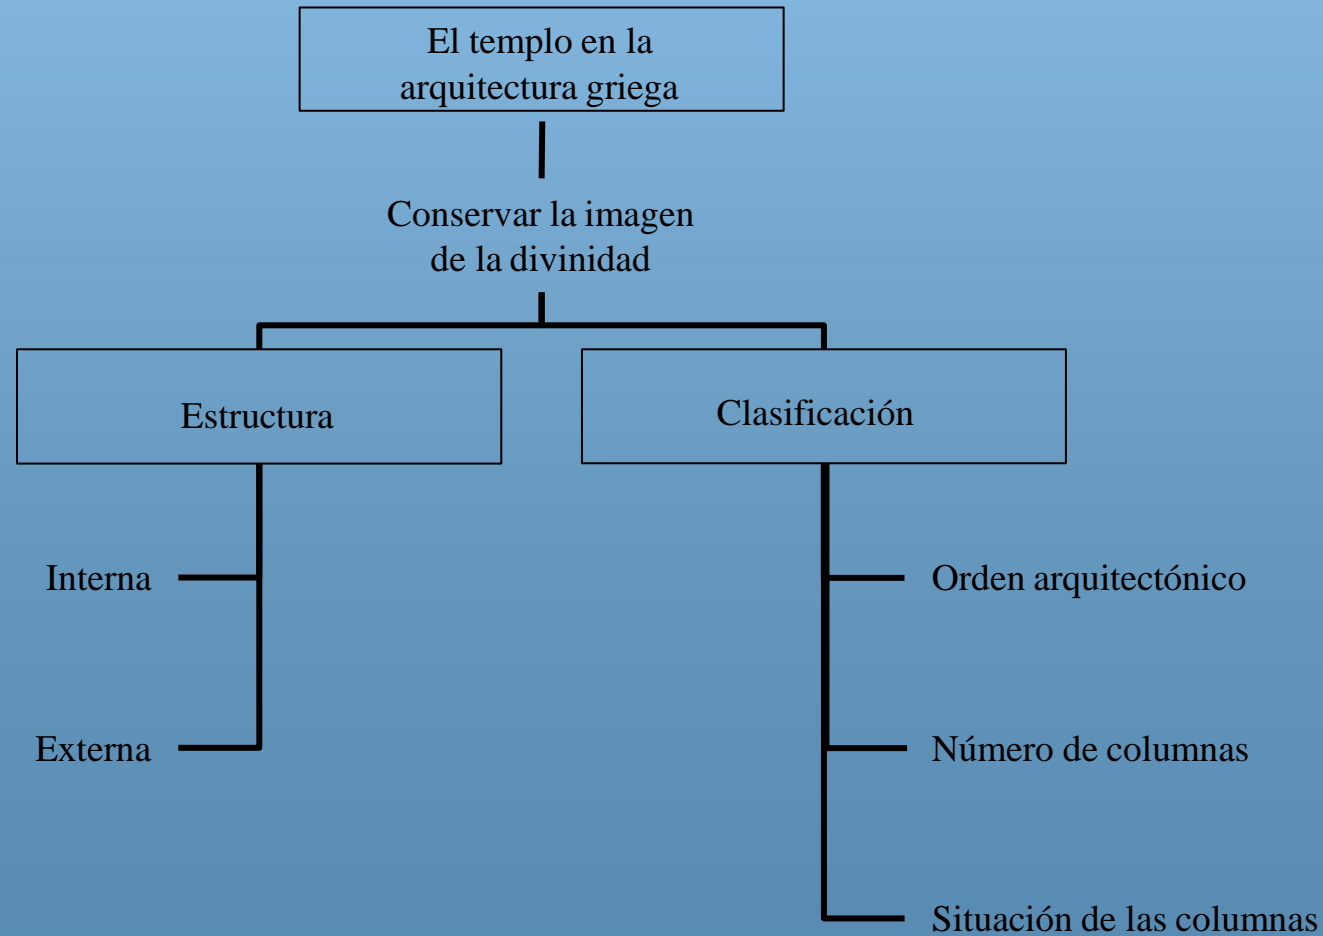 El templo en la
arquitectura griega
Conservar la imagen
de la divinidad
Estructura
Clasificación
Interna
Orden arquitectónico
Externa
Número de columnas
Situación de las columnas